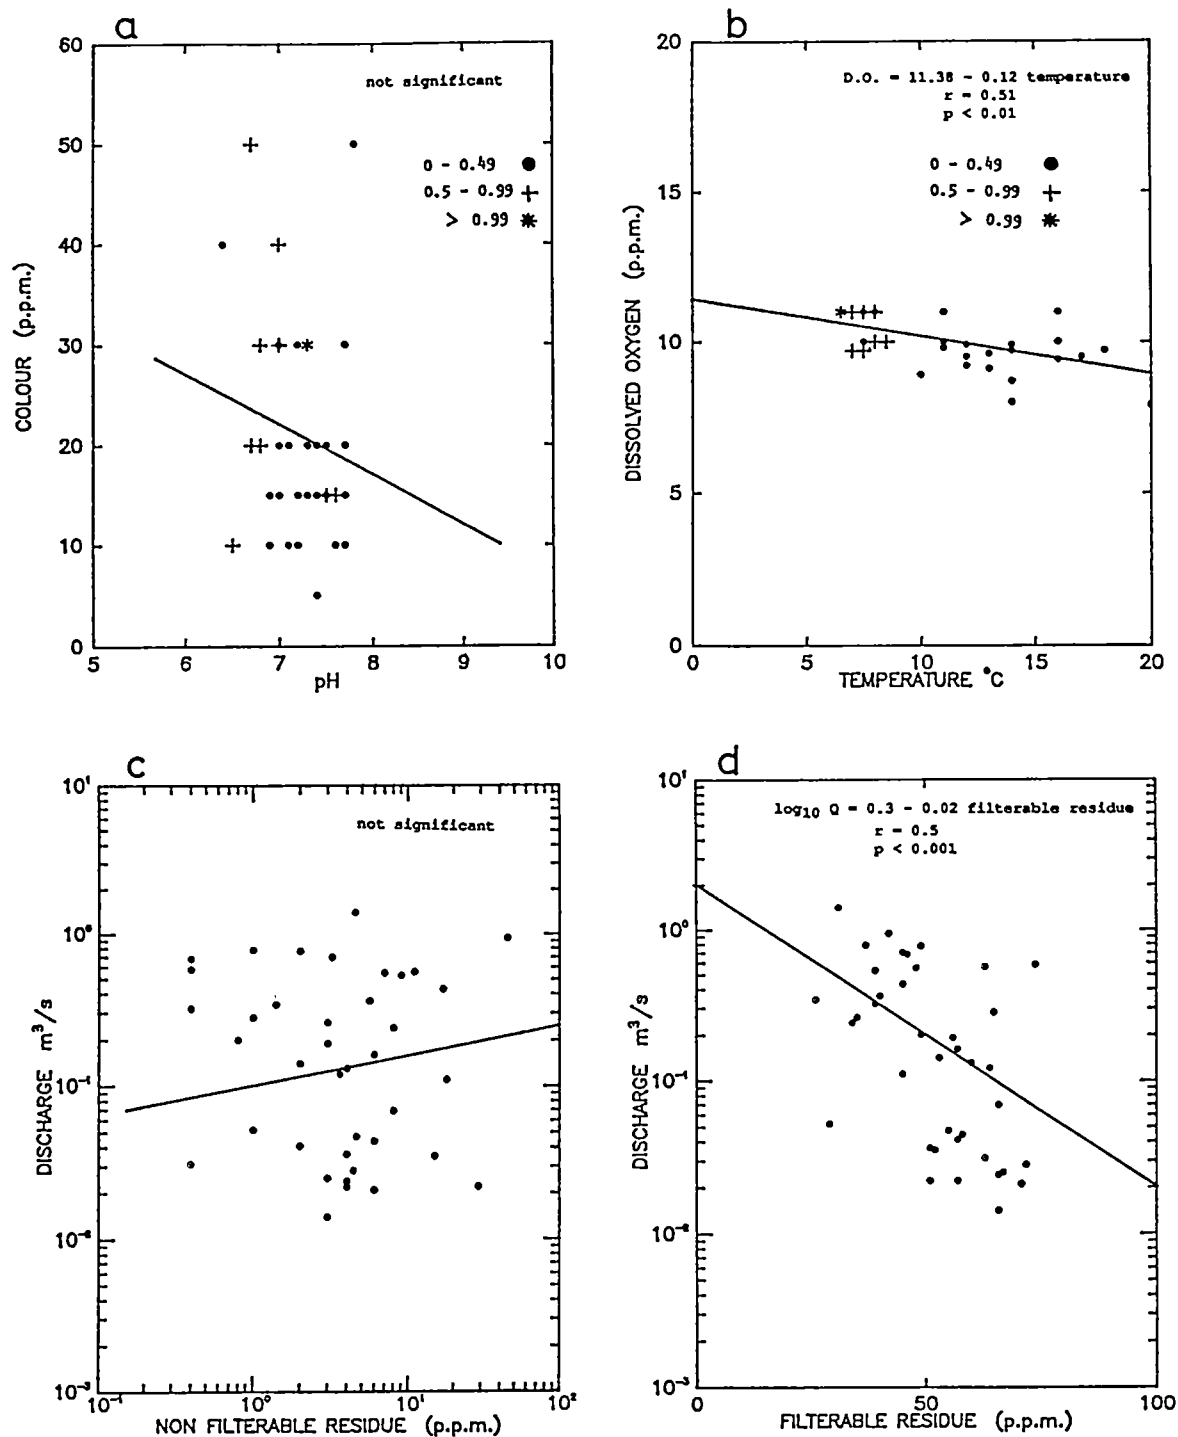 a
60
50
40
30
20
10
0
COLOUR (p.p.m.)
not significant
0 - 0.49 ●
0.5 - 0.99 +
> 0.99 *
5 6 7 8 9 10
pH
b
20
15
10
5
0
DISSOLVED OXYGEN (p.p.m.)
D.O. = 11.38 - 0.12 temperature
r = 0.51
p < 0.01
0 - 0.49 ●
0.5 - 0.99 +
> 0.99 *
0 5 10 15 20
TEMPERATURE °C
c
10¹
10⁰
10⁻¹
10⁻²
10⁻³
DISCHARGE m³/s
not significant
10⁻¹ 10⁰ 10¹ 10²
NON FILTERABLE RESIDUE (p.p.m.)
d
10¹
10⁰
10⁻¹
10⁻²
10⁻³
DISCHARGE m³/s
log₁₀ Q = 0.3 - 0.02 filterable residue
r = 0.5
p < 0.001
0 50 100
FILTERABLE RESIDUE (p.p.m.)